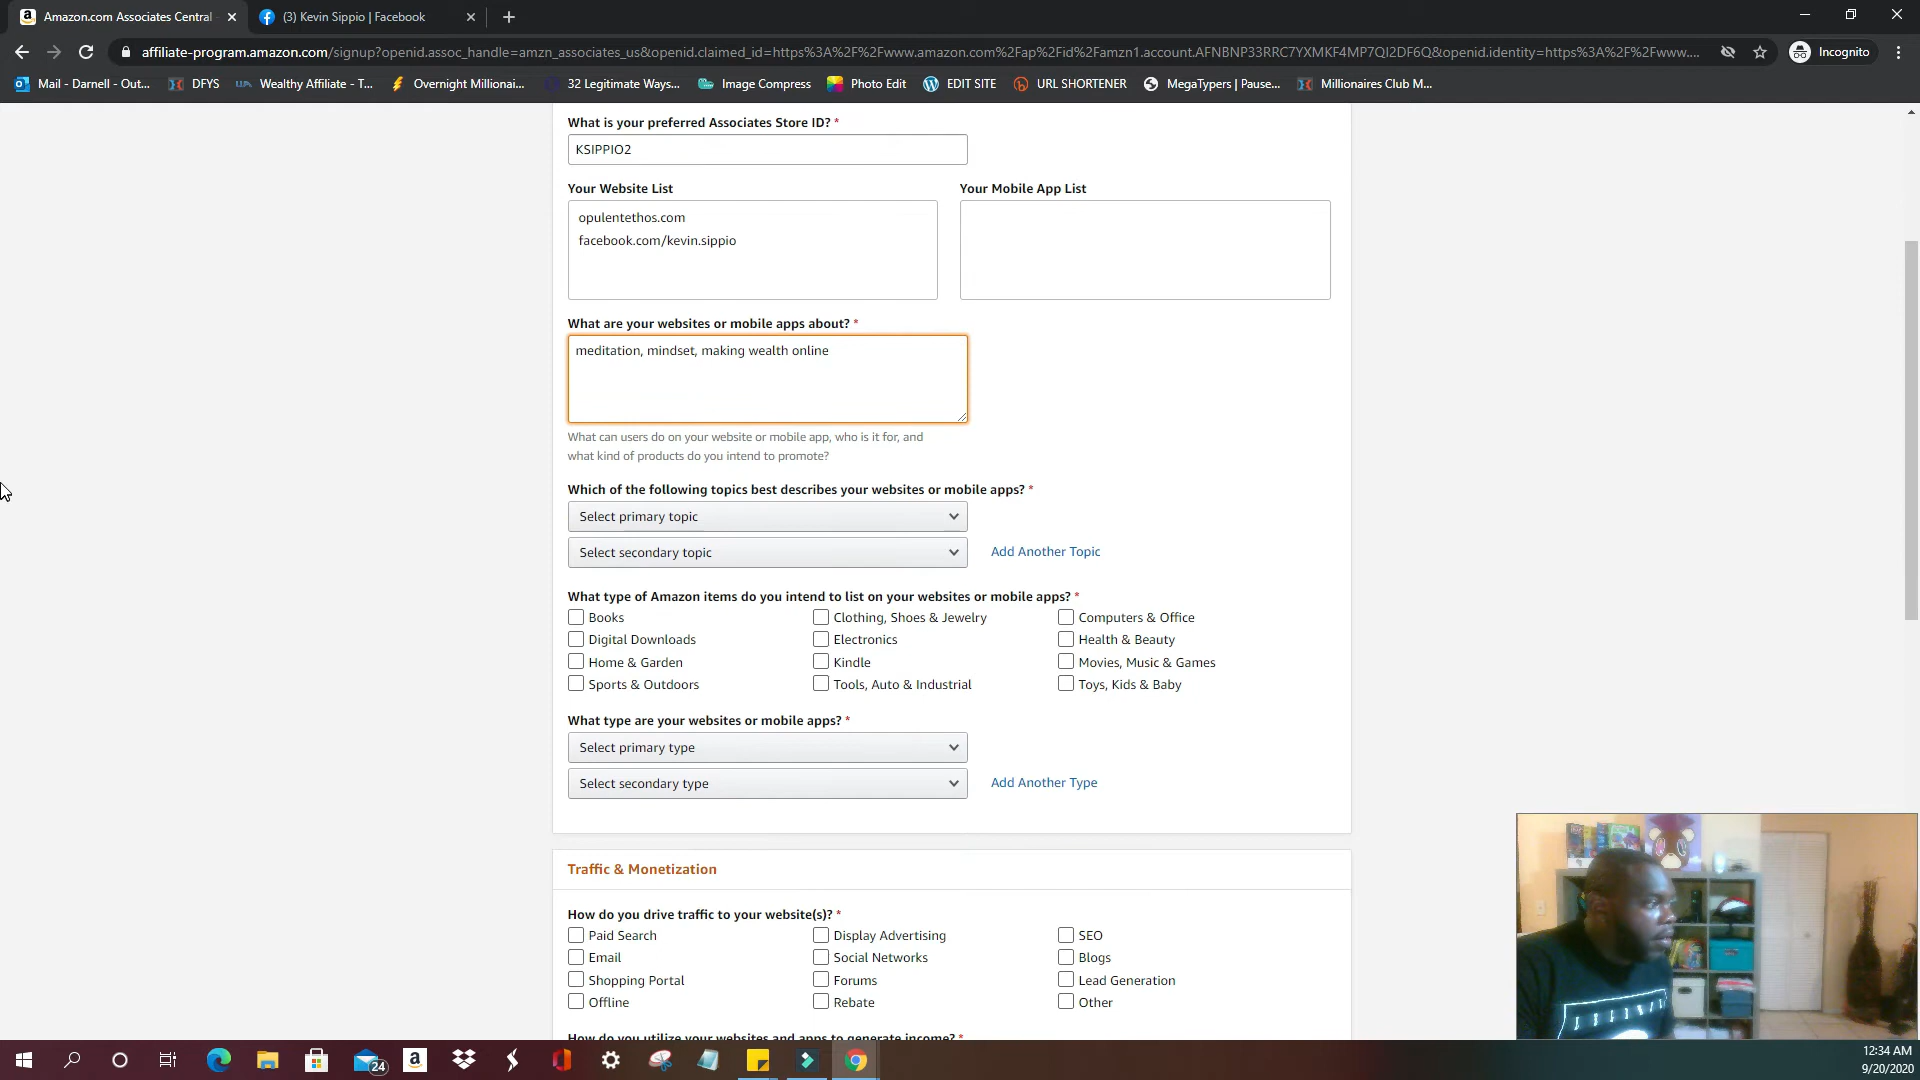 Amazon.com Associates Central
(3) Kevin Sippio | Facebook
affiliate-program.amazon.com/signup?openid.assoc_handle=amzn_associates_us&openid.claimed_id=https%3A%2F%2Fwww.amazon.com%2Fap%2Fid%2Famzn1.account.AFNBNP33RRC7YXMKF4MP7QI2DF6Q&openid.identity=https%3A%2F%2Fwww....
Incognito
Mail - Darnell - Out...
DFYS
Wealthy Affiliate - T...
Overnight Millionai...
32 Legitimate Ways...
Image Compress
Photo Edit
EDIT SITE
URL SHORTENER
MegaTypers | Pause...
Millionaires Club M...
What is your preferred Associates Store ID? *
KSIPPIO2
Your Website List
Your Mobile App List
opulentethos.com
facebook.com/kevin.sippio
What are your websites or mobile apps about? *
meditation, mindset, making wealth online
What can users do on your website or mobile app, who is it for, and
what kind of products do you intend to promote?
Which of the following topics best describes your websites or mobile apps? *
Select primary topic
Select secondary topic
Add Another Topic
What type of Amazon items do you intend to list on your websites or mobile apps? *
Books
Clothing, Shoes & Jewelry
Computers & Office
Digital Downloads
Electronics
Health & Beauty
Home & Garden
Kindle
Movies, Music & Games
Sports & Outdoors
Tools, Auto & Industrial
Toys, Kids & Baby
What type are your websites or mobile apps? *
Select primary type
Select secondary type
Add Another Type
Traffic & Monetization
How do you drive traffic to your website(s)? *
Paid Search
Display Advertising
SEO
Email
Social Networks
Blogs
Shopping Portal
Forums
Lead Generation
Offline
Rebate
Other
How do you utilize your websites and apps to generate income? *
24
12:34 AM
9/20/2020